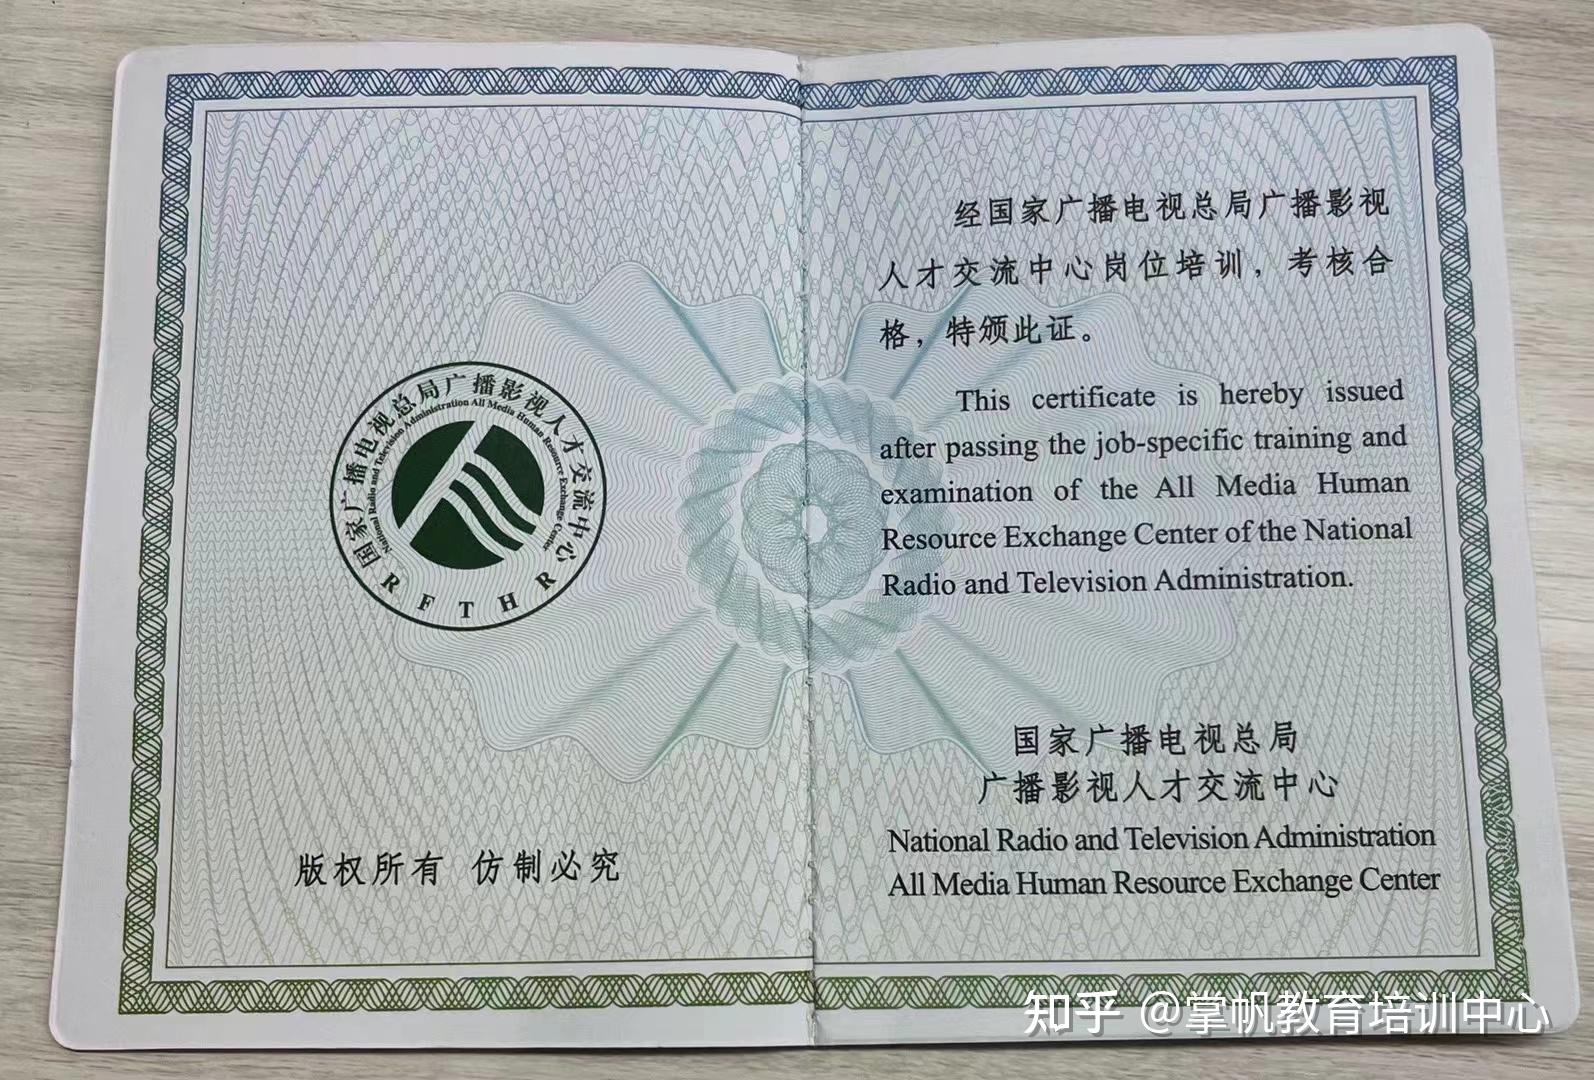 国家广播电视总局广播影视人才交流中心
National Radio and Television Administration All Media Human Resource Exchange Center
RFTHR
版权所有 仿制必究
经国家广播电视总局广播影视
人才交流中心岗位培训，考核合
格，特颁此证。
This certificate is hereby issued
after passing the job-specific training and
examination of the All Media Human
Resource Exchange Center of the National
Radio and Television Administration.
国家广播电视总局
广播影视人才交流中心
National Radio and Television Administration
All Media Human Resource Exchange Center
知乎 @掌帆教育培训中心